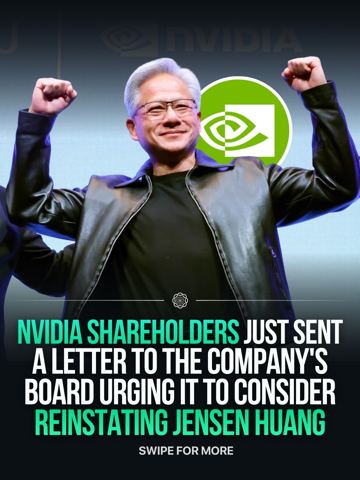 NVIDIA
NVIDIA SHAREHOLDERS JUST SENT
A LETTER TO THE COMPANY'S
BOARD URGING IT TO CONSIDER
REINSTATING JENSEN HUANG
SWIPE FOR MORE